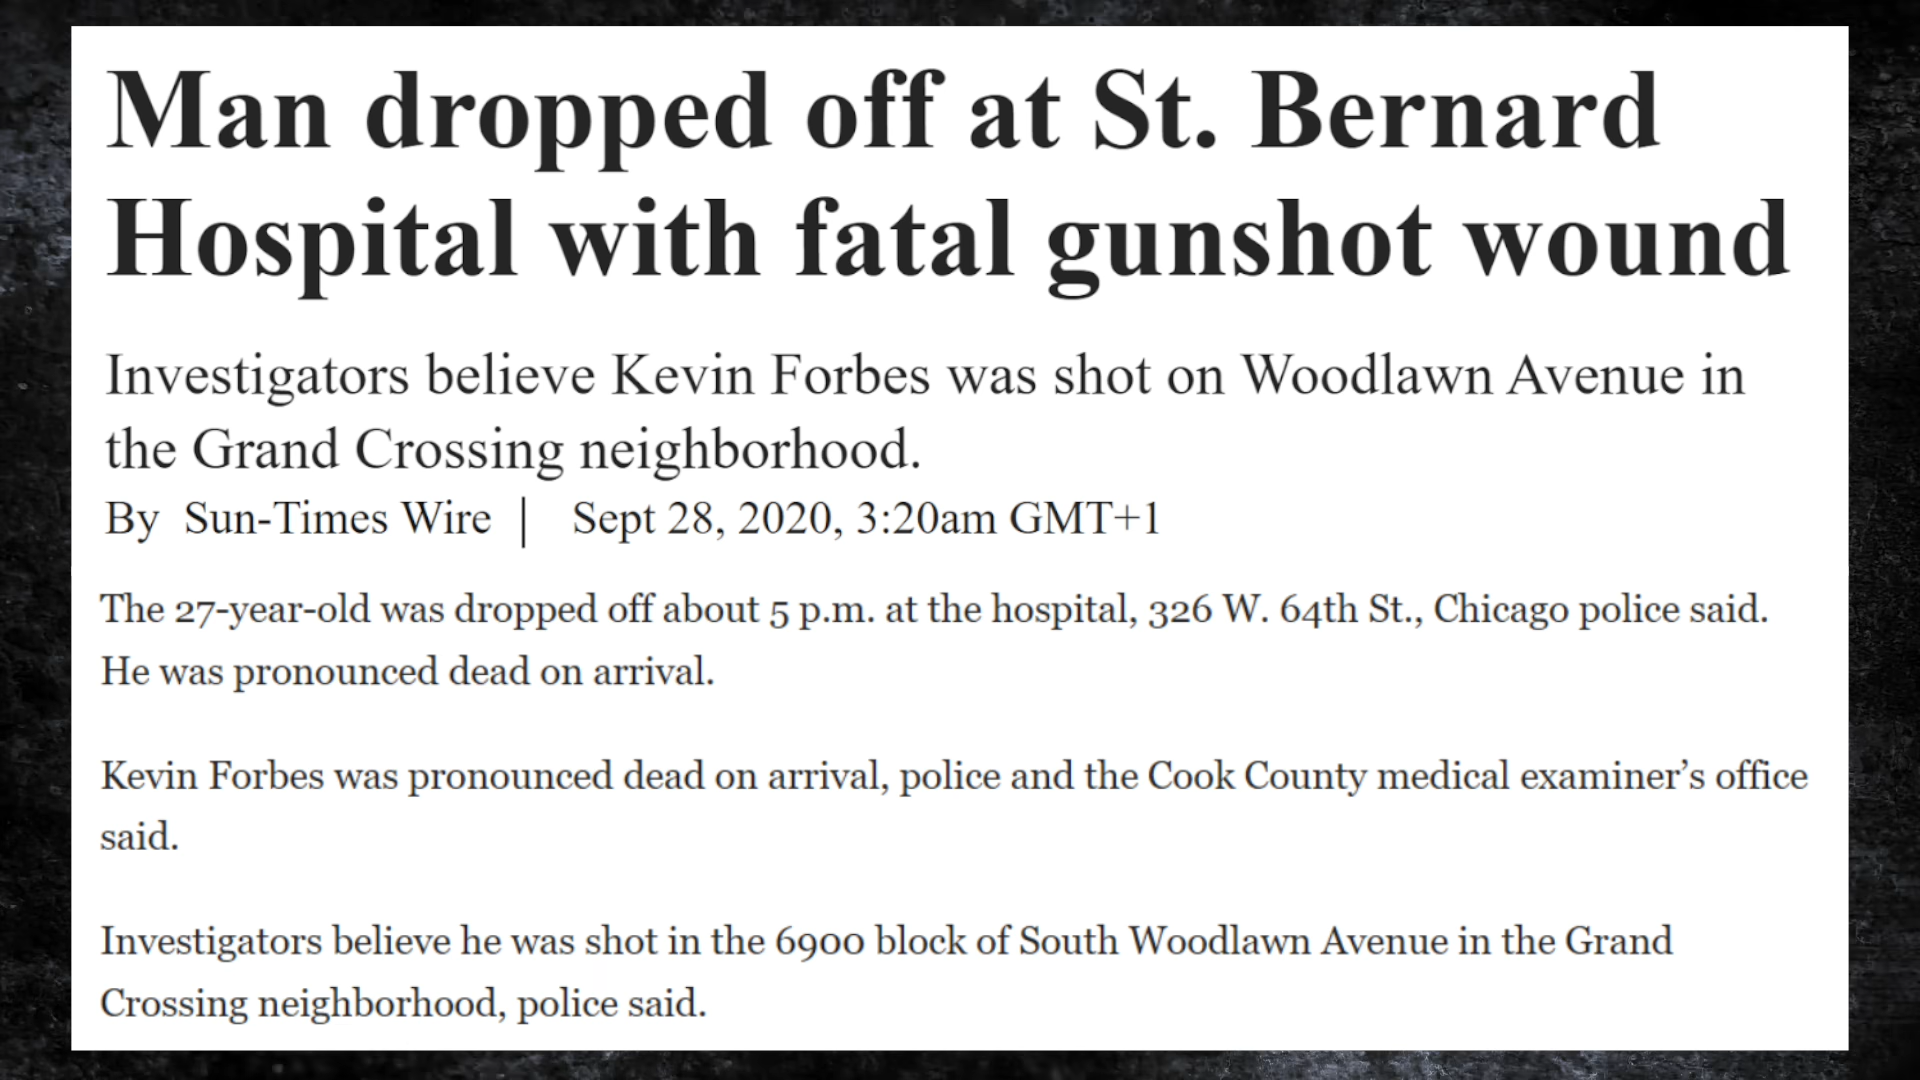 Man dropped off at St. Bernard
Hospital with fatal gunshot wound
Investigators believe Kevin Forbes was shot on Woodlawn Avenue in
the Grand Crossing neighborhood.
By Sun-Times Wire | Sept 28, 2020, 3:20am GMT+1
The 27-year-old was dropped off about 5 p.m. at the hospital, 326 W. 64th St., Chicago police said.
He was pronounced dead on arrival.
Kevin Forbes was pronounced dead on arrival, police and the Cook County medical examiner’s office
said.
Investigators believe he was shot in the 6900 block of South Woodlawn Avenue in the Grand
Crossing neighborhood, police said.